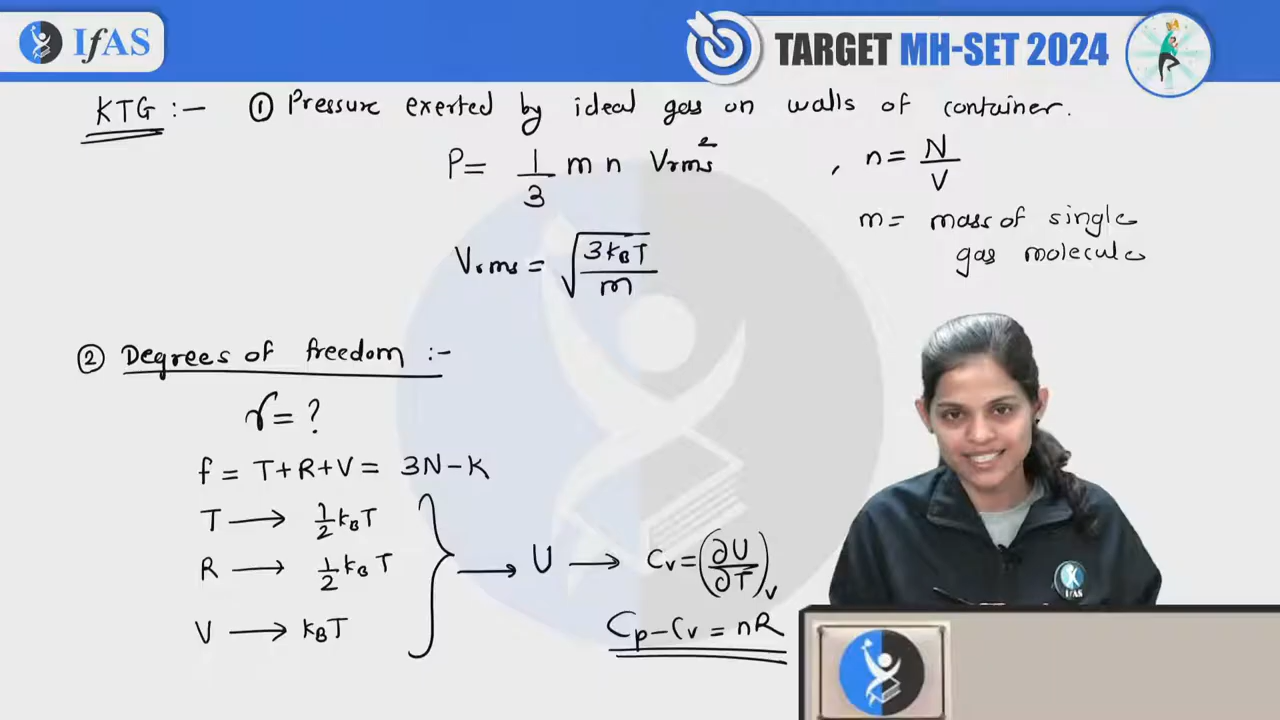 IfAS
TARGET MH-SET 2024
KTG :- ① Pressure exerted by ideal gas on walls of container.
P = 1/3 m n Vrms² , n = N/V
m = mass of single
gas molecule
Vrms = √(3kBT/m)
② Degrees of freedom :-
γ = ?
f = T+R+V = 3N-K
T → 1/2 kBT
R → 1/2 kBT
V → kBT
→ U → Cv = (∂U/∂T)v
Cp-Cv = nR
IfAS